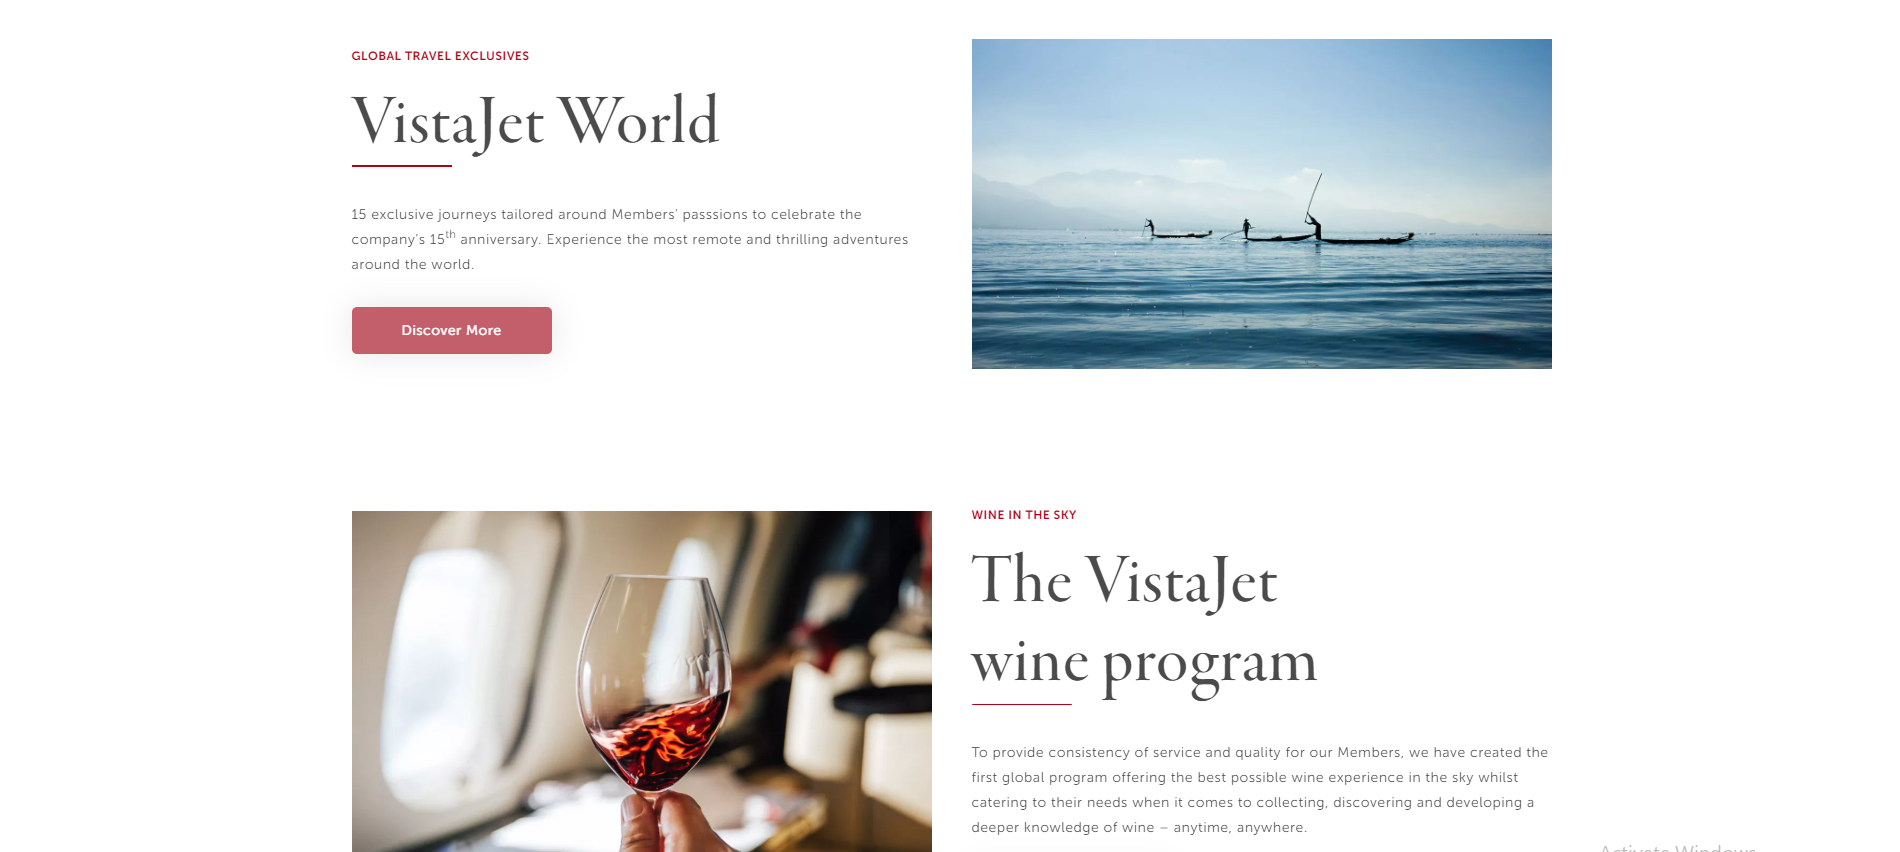 GLOBAL TRAVEL EXCLUSIVES
VistaJet World
15 exclusive journeys tailored around Members' passsions to celebrate the
company's 15th anniversary. Experience the most remote and thrilling adventures
around the world.
Discover More
WINE IN THE SKY
The VistaJet
wine program
To provide consistency of service and quality for our Members, we have created the
first global program offering the best possible wine experience in the sky whilst
catering to their needs when it comes to collecting, discovering and developing a
deeper knowledge of wine – anytime, anywhere.
Activate Windows